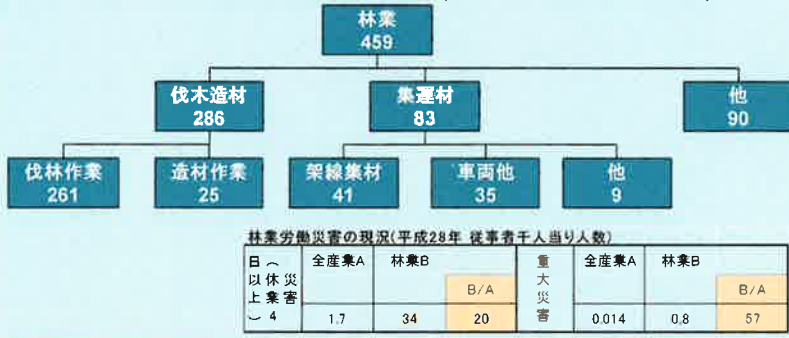 林業
459
伐木造材
286
集運材
83
他
90
伐林作業
261
造材作業
25
架線集材
41
車両他
35
他
9
林業労働災害の現況(平成28年 従事者千人当り人数)
災害(休業4日以上)
全産業A 林業B
B/A
1.7 34 20
重大災害
全産業A 林業B
B/A
0.014 0.8 57